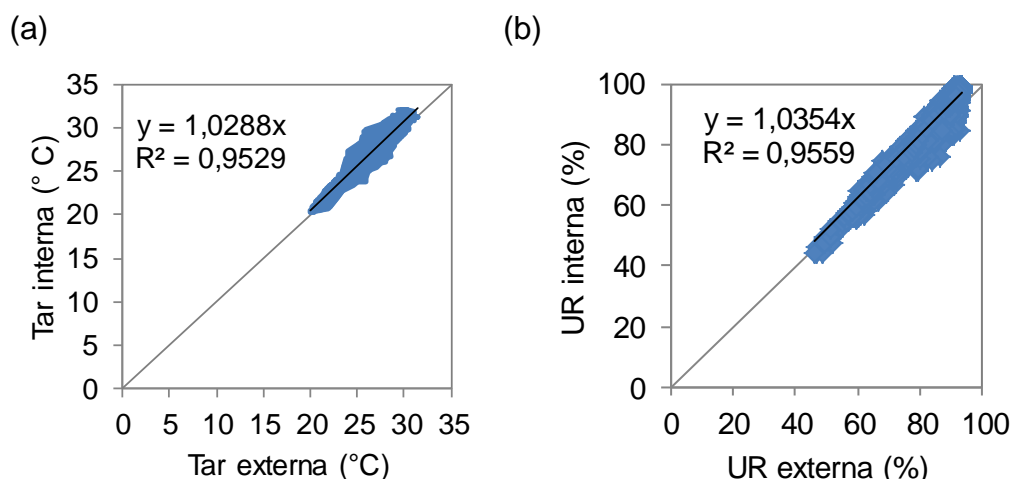 (a)
35
30
25
20
15
10
5
0
y = 1,0288x
R² = 0,9529
Tar interna (° C)
0 5 10 15 20 25 30 35
Tar externa (°C)
(b)
100
80
60
40
20
0
y = 1,0354x
R² = 0,9559
UR interna (%)
0 20 40 60 80 100
UR externa (%)